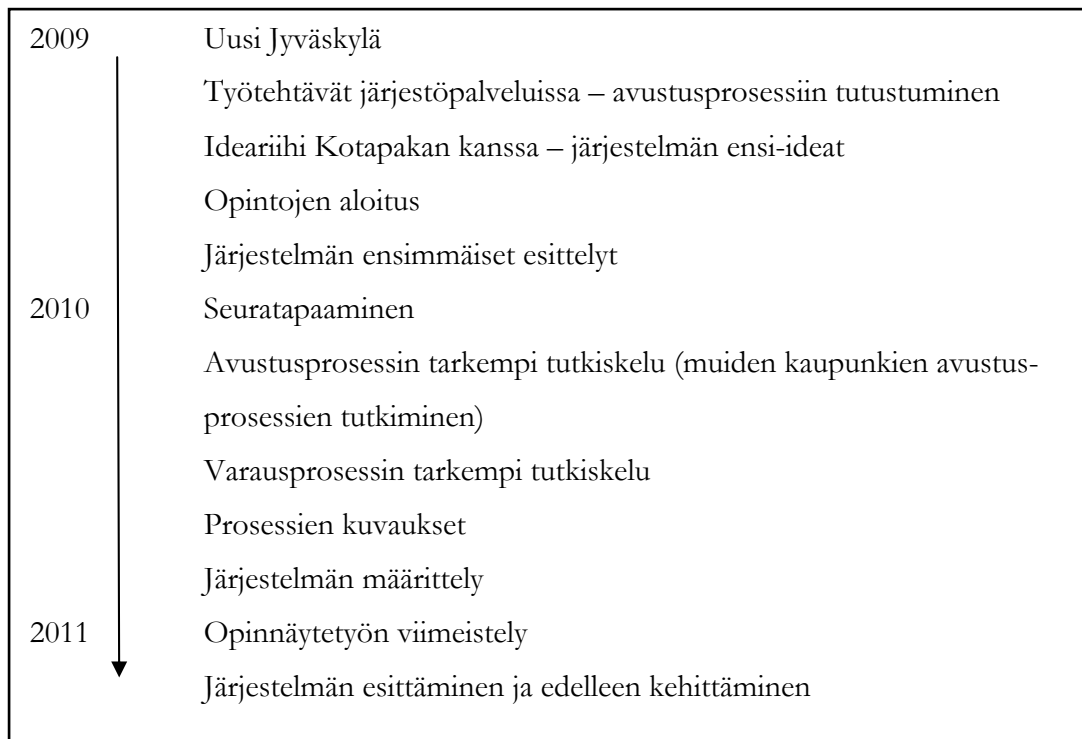 2009 Uusi Jyväskylä
Työtehtävät järjestöpalveluissa – avustusprosessiin tutustuminen
Ideariihi Kotapakan kanssa – järjestelmän ensi-ideat
Opintojen aloitus
Järjestelmän ensimmäiset esittelyt
2010 Seuratapaaminen
Avustusprosessin tarkempi tutkiskelu (muiden kaupunkien avustus-
prosessien tutkiminen)
Varausprosessin tarkempi tutkiskelu
Prosessien kuvaukset
Järjestelmän määrittely
2011 Opinnäytetyön viimeistely
Järjestelmän esittäminen ja edelleen kehittäminen